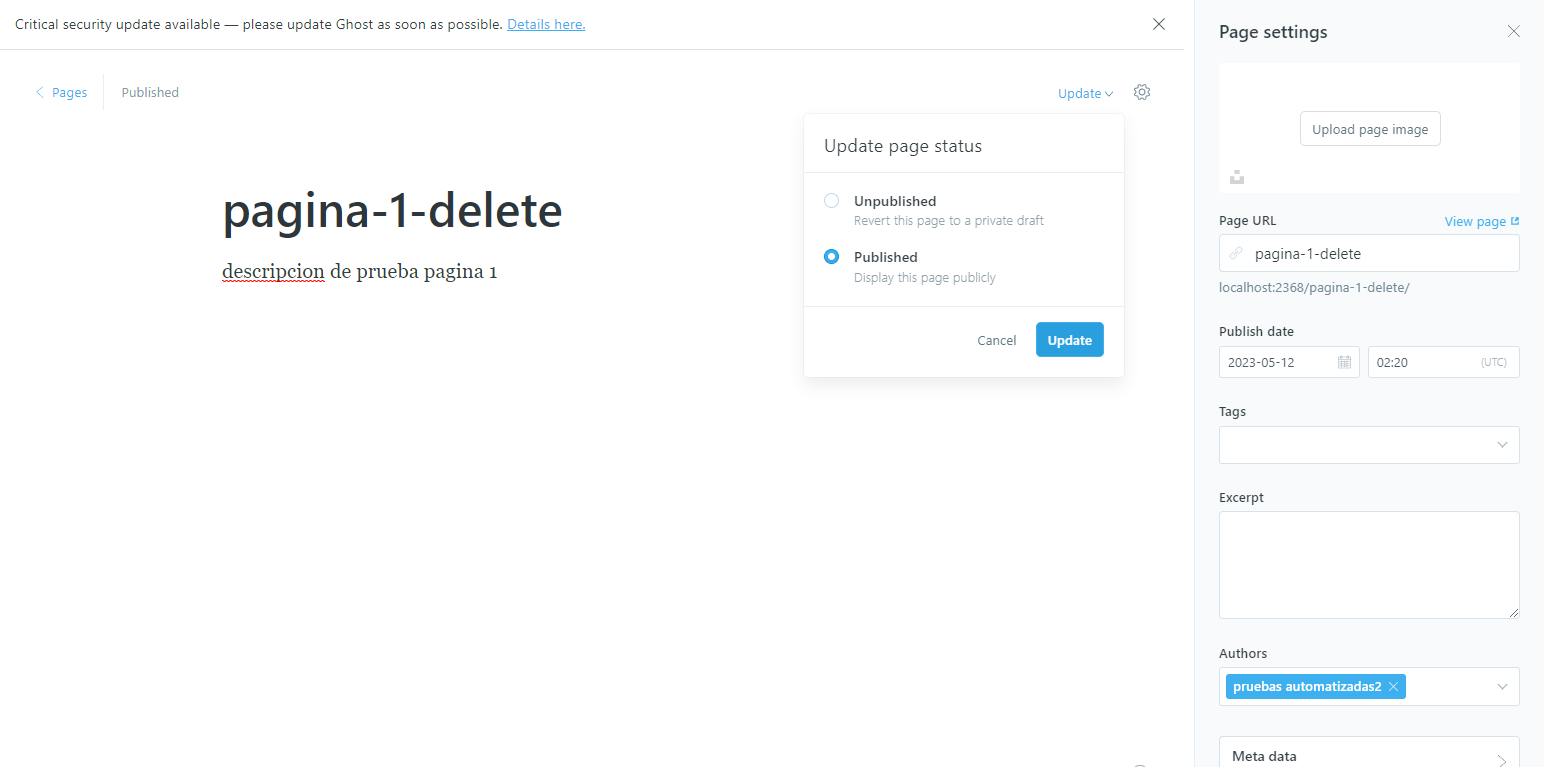 Critical security update available — please update Ghost as soon as possible. Details here.
Pages
Published
Update
Update page status
Unpublished
Revert this page to a private draft
Published
Display this page publicly
Cancel
Update
pagina-1-delete
descripcion de prueba pagina 1
Page settings
Upload page image
Page URL
View page
pagina-1-delete
localhost:2368/pagina-1-delete/
Publish date
2023-05-12
02:20
(UTC)
Tags
Excerpt
Authors
pruebas automatizadas2
Meta data